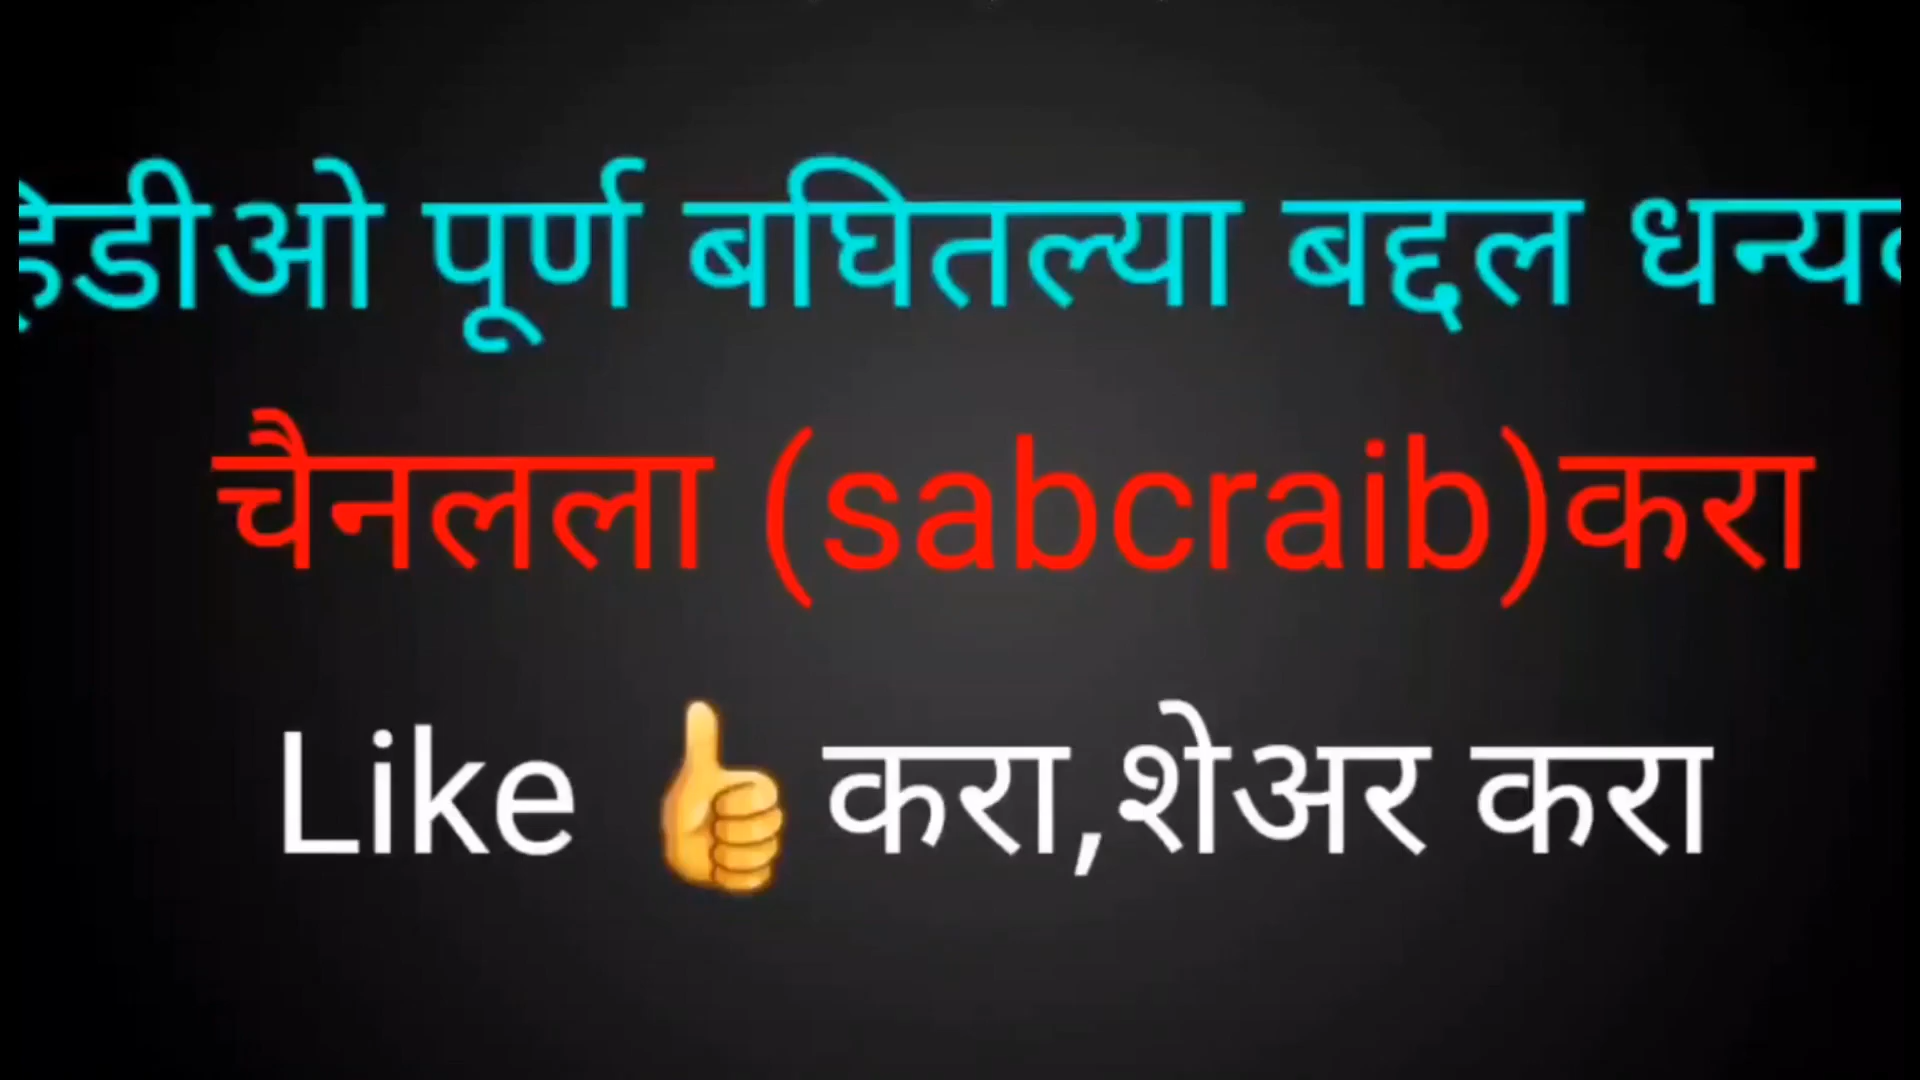 पूर्ण बघितल्या बद्दल
चैनलला (sabcraib)करा
Like 👍 करा,शेअर करा